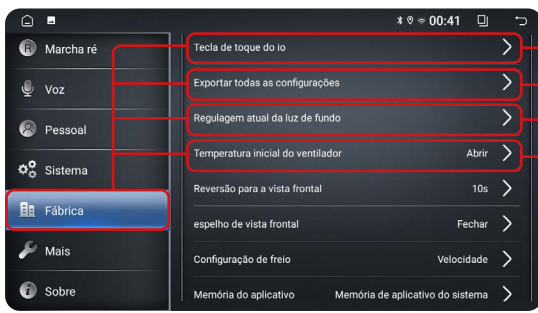 00:41
R Marcha ré
Voz
Pessoal
Sistema
Fábrica
Mais
i Sobre
Tecla de toque do io
Exportar todas as configurações
Regulagem atual da luz de fundo
Temperatura inicial do ventilador Abrir
Reversão para a vista frontal 10s
espelho de vista frontal Fechar
Configuração de freio Velocidade
Memória do aplicativo Memória de aplicativo do sistema